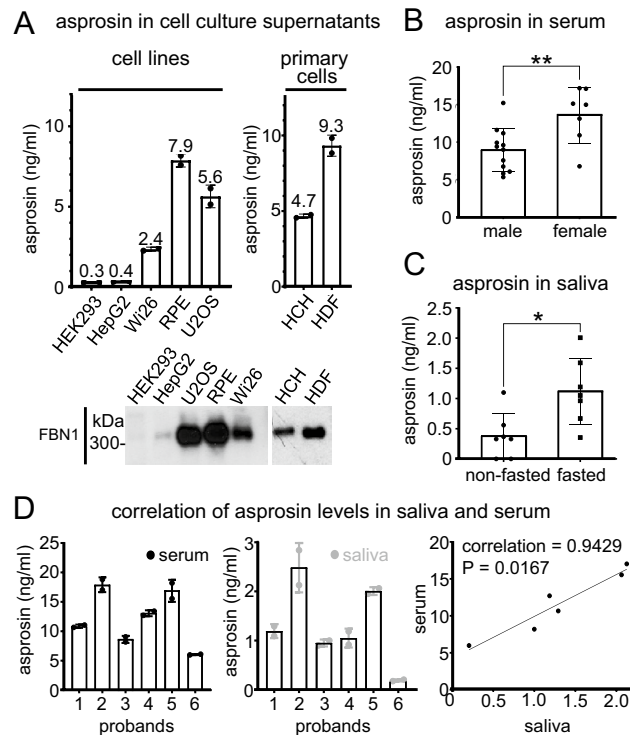 A
asprosin in cell culture supernatants
cell lines
primary
cells
asprosin (ng/ml)
10
5
0
0.3
0.4
2.4
7.9
5.6
HEK293
HepG2
Wi26
RPE
U2OS
asprosin (ng/ml)
10
5
0
4.7
9.3
HCH
HDF
HEK293
HepG2
U2OS
RPE
Wi26
HCH
HDF
FBN1
kDa
300-
B
asprosin in serum
asprosin (ng/ml)
20
15
10
5
0
**
male
female
C
asprosin in saliva
asprosin (ng/ml)
2.5
2.0
1.5
1.0
0.5
0.0
*
non-fasted
fasted
D
correlation of asprosin levels in saliva and serum
asprosin (ng/ml)
25
20
15
10
5
0
serum
1 2 3 4 5 6
probands
asprosin (ng/ml)
3
2
1
0
saliva
1 2 3 4 5 6
probands
correlation = 0.9429
P = 0.0167
serum
20
15
10
5
0
0 0.5 1.0 1.5 2.0
saliva